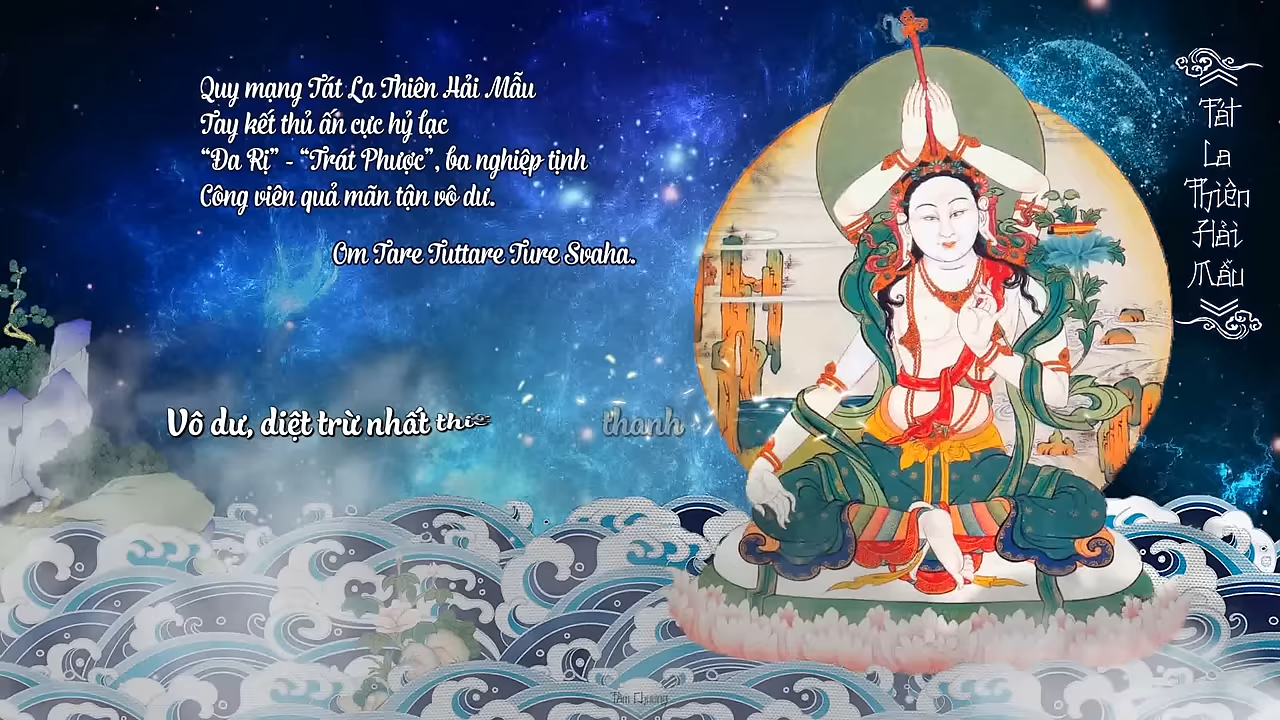 Quy mạng Tát La Thiên Hải Mẫu
Tay kết thủ ấn cực hỷ lạc
“Đa Rị” - “Trát Phược”, ba nghiệp tịnh
Công viên quả mãn tận vô dư.
Om Tare Tuttare Ture Svaha.
Vô dư, diệt trừ nhất
thanh
Tát
La
Thiên
Hải
Mẫu